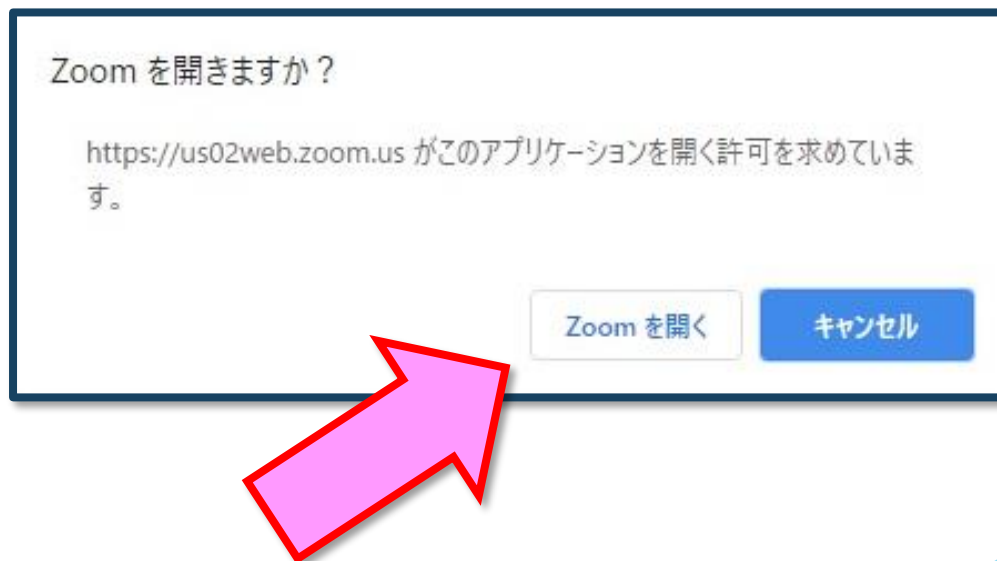 Zoom を開きますか？
https://us02web.zoom.us がこのアプリケーションを開く許可を求めていま
す。
Zoom を開く
キャンセル